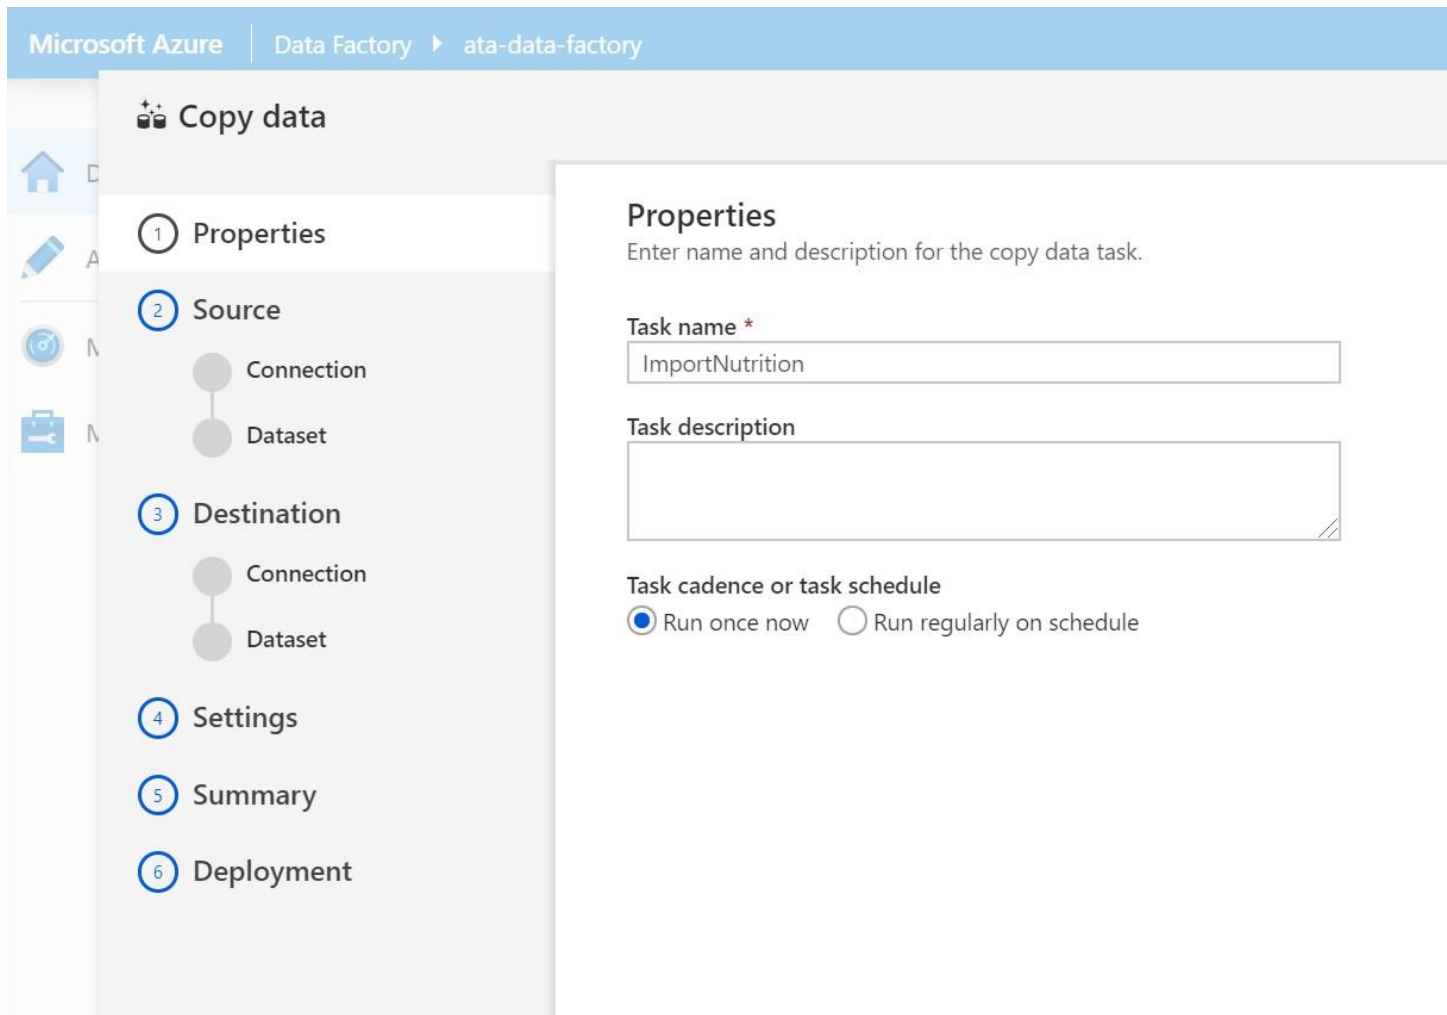 Microsoft Azure Data Factory ata-data-factory
Copy data
D
A
M
M
1 Properties
2 Source
Connection
Dataset
3 Destination
Connection
Dataset
4 Settings
5 Summary
6 Deployment
Properties
Enter name and description for the copy data task.
Task name *
ImportNutrition
Task description
Task cadence or task schedule
Run once now Run regularly on schedule